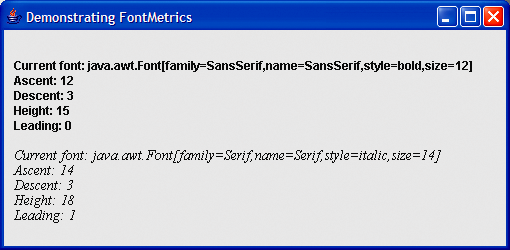 Demonstrating FontMetrics
Current font: java.awt.Font[family=SansSerif,name=SansSerif,style=bold,size=12]
Ascent: 12
Descent: 3
Height: 15
Leading: 0
Current font: java.awt.Font[family=Serif,name=Serif,style=italic,size=14]
Ascent: 14
Descent: 3
Height: 18
Leading: 1